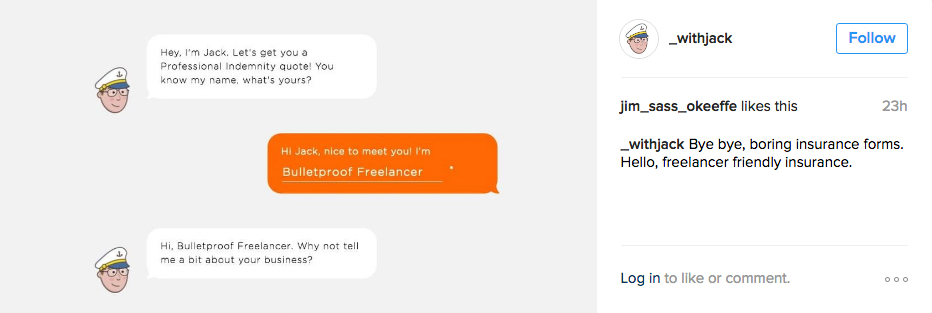 Hey, I'm Jack. Let's get you a
Professional Indemnity quote! You
know my name, what's yours?
Hi Jack, nice to meet you! I'm
Bulletproof Freelancer *
Hi, Bulletproof Freelancer. Why not tell
me a bit about your business?
_withjack
Follow
jim_sass_okeeffe likes this 23h
_withjack Bye bye, boring insurance forms.
Hello, freelancer friendly insurance.
Log in to like or comment.